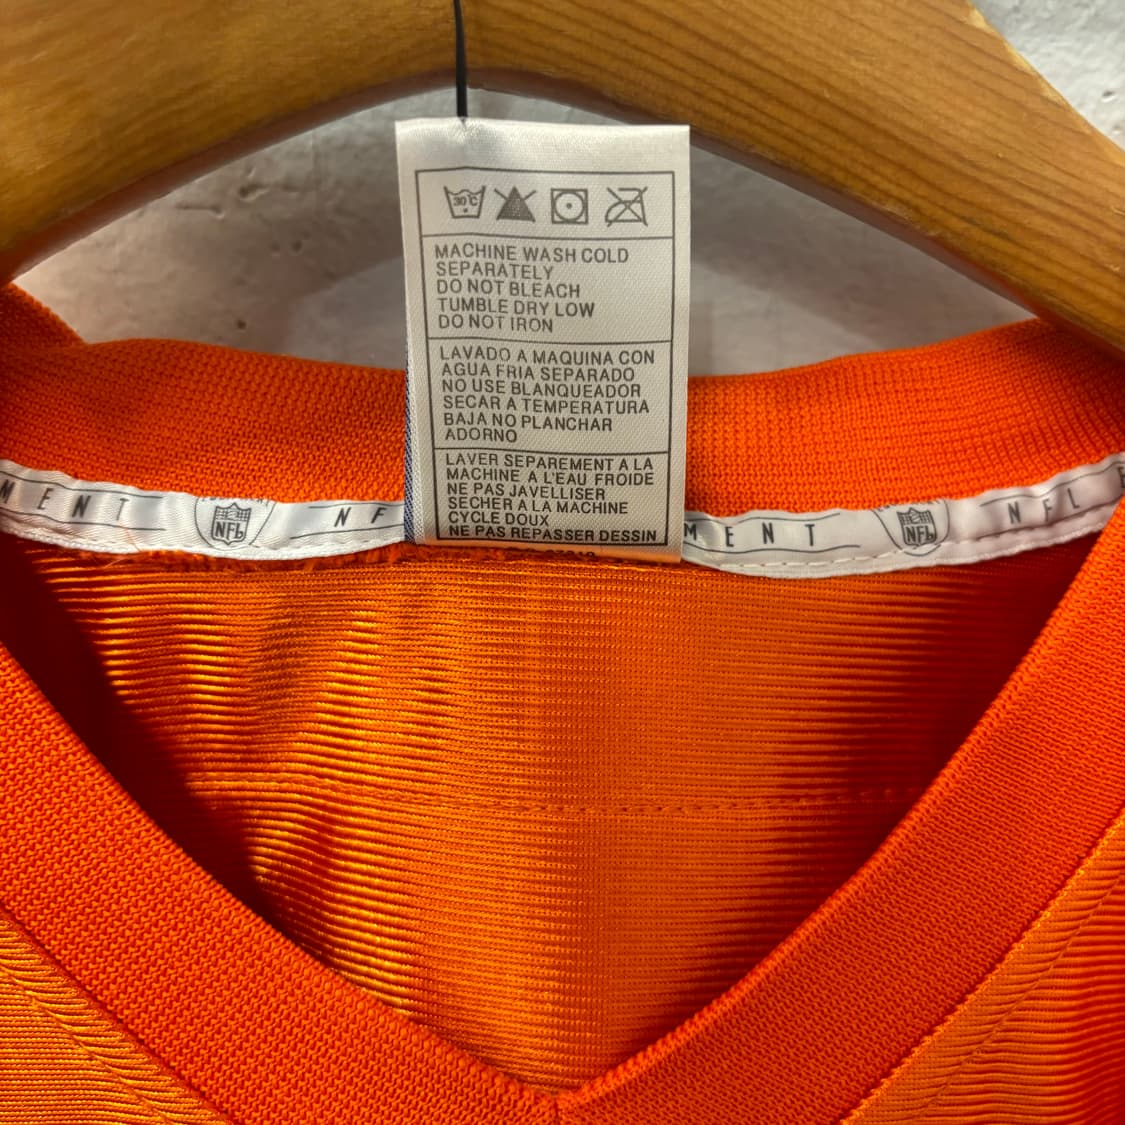 30°C
MACHINE WASH COLD
SEPARATELY
DO NOT BLEACH
TUMBLE DRY LOW
DO NOT IRON
LAVADO A MAQUINA CON
AGUA FRIA SEPARADO
NO USE BLANQUEADOR
SECAR A TEMPERATURA
BAJA NO PLANCHAR
ADORNO
LAVER SEPAREMENT A LA
MACHINE A L'EAU FROIDE
NE PAS JAVELLISER
SECHER A LA MACHINE
CYCLE DOUX
NE PAS REPASSER DESSIN
MENT NFL NF MENT NFL NFL E